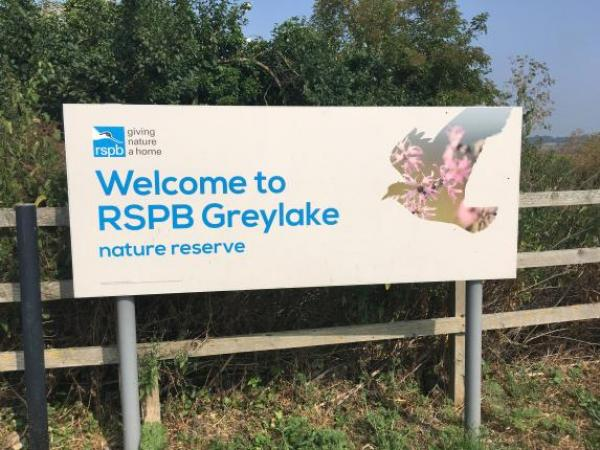 giving
nature
a home
rspb
Welcome to
RSPB Greylake
nature reserve